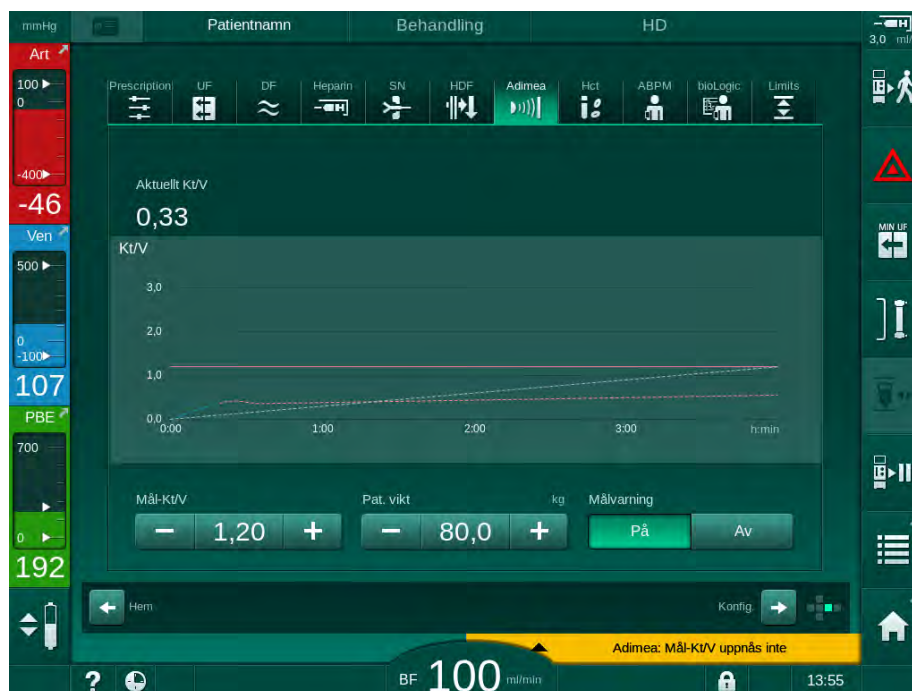 mmHg Patientnamn Behandling HD
3,0 ml/
Art
100
0
-400
-46
Ven
500
0
-100
107
PBE
700
0
192
Prescription UF DF Heparin SN HDF Adimea Hct ABPM bioLogic Limits
Aktuellt Kt/V
0,33
Kt/V
3,0
2,0
1,0
0,0
0:00 1:00 2:00 3:00 h:min
Mål-Kt/V Pat. vikt kg Målvarning
− 1,20 + − 80,0 + På Av
MIN UF
Hem Konfig.
Adimea: Mål-Kt/V uppnås inte
? BF 100 ml/min 13:55